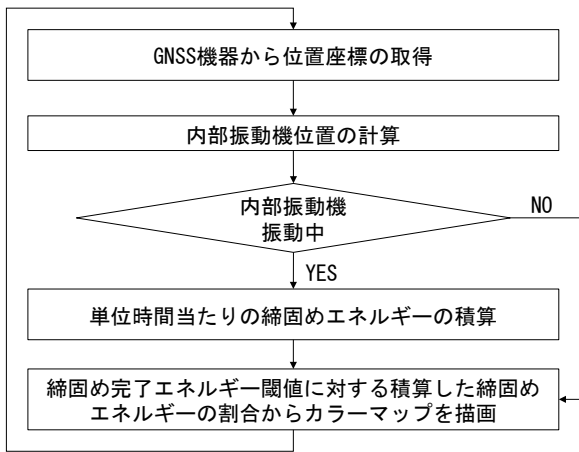 GNSS機器から位置座標の取得
内部振動機位置の計算
内部振動機
振動中
NO
YES
単位時間当たりの締固めエネルギーの積算
締固め完了エネルギー閾値に対する積算した締固め
エネルギーの割合からカラーマップを描画